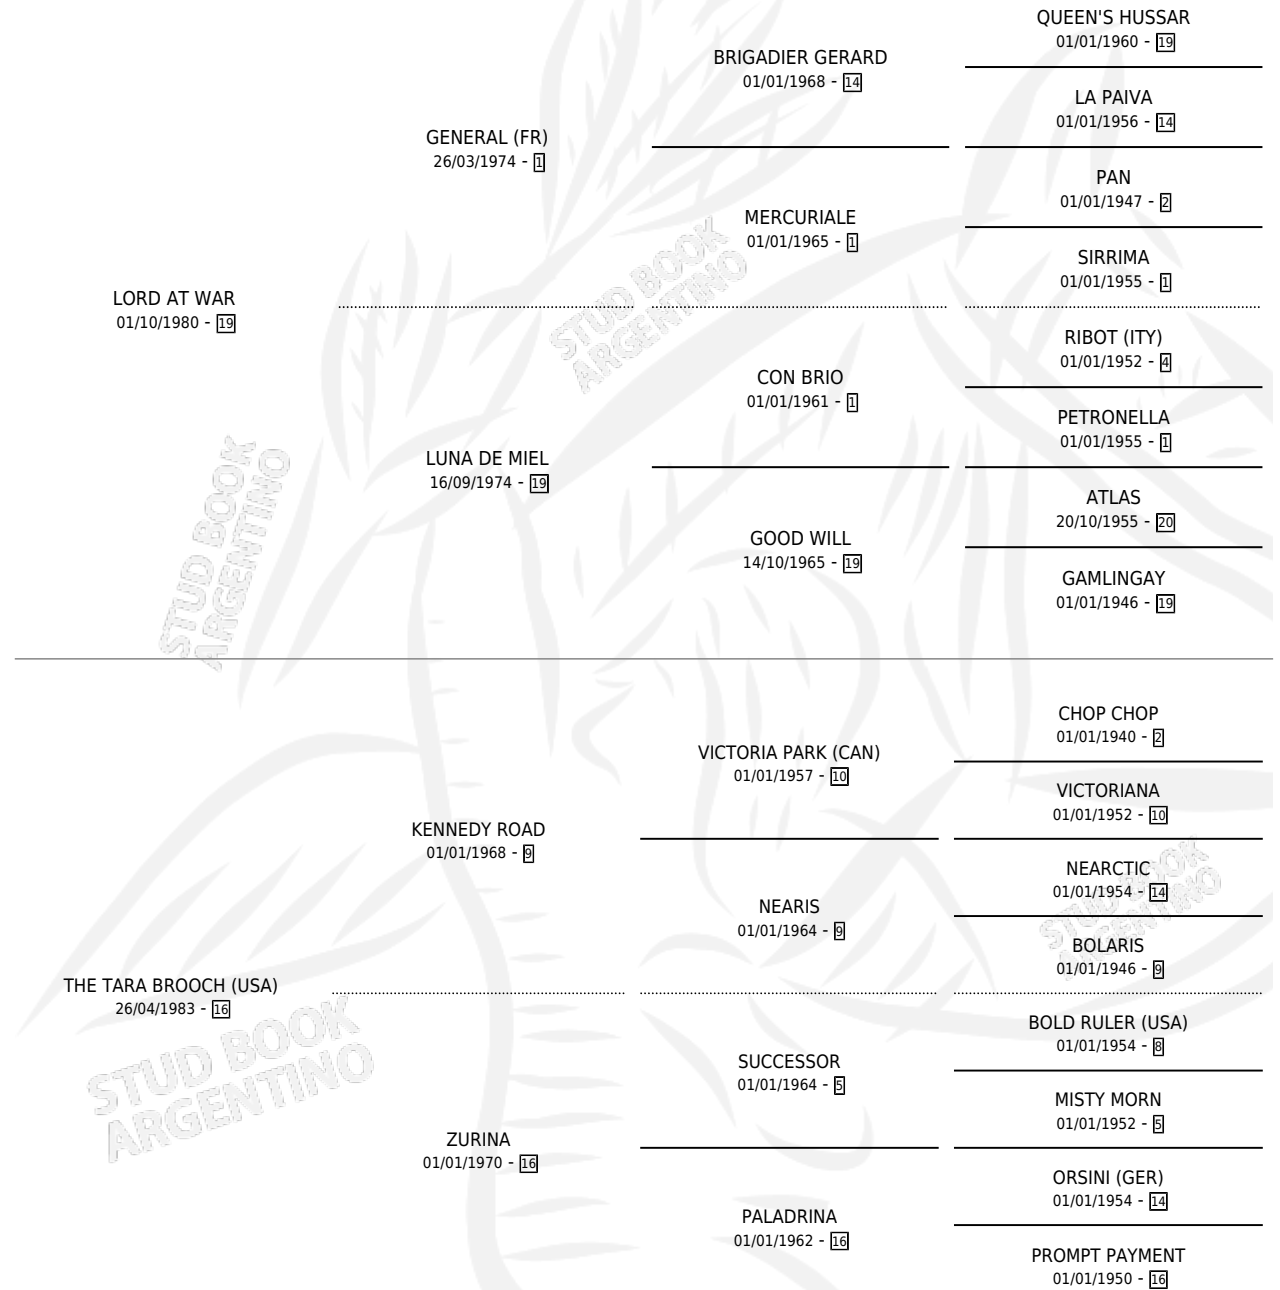 QUEEN'S HUSSAR
01/01/1960 - 19
BRIGADIER GERARD
01/01/1968 - 14
LA PAIVA
01/01/1956 - 14
GENERAL (FR)
26/03/1974 - 1
PAN
01/01/1947 - 2
MERCURIALE
01/01/1965 - 1
SIRRIMA
01/01/1955 - 1
LORD AT WAR
01/10/1980 - 19
RIBOT (ITY)
01/01/1952 - 4
CON BRIO
01/01/1961 - 1
PETRONELLA
01/01/1955 - 1
LUNA DE MIEL
16/09/1974 - 19
ATLAS
20/10/1955 - 20
GOOD WILL
14/10/1965 - 19
GAMLINGAY
01/01/1946 - 19
CHOP CHOP
01/01/1940 - 2
VICTORIA PARK (CAN)
01/01/1957 - 10
VICTORIANA
01/01/1952 - 10
KENNEDY ROAD
01/01/1968 - 9
NEARCTIC
01/01/1954 - 14
NEARIS
01/01/1964 - 9
BOLARIS
01/01/1946 - 9
THE TARA BROOCH (USA)
26/04/1983 - 16
BOLD RULER (USA)
01/01/1954 - 8
SUCCESSOR
01/01/1964 - 5
MISTY MORN
01/01/1952 - 5
ZURINA
01/01/1970 - 16
ORSINI (GER)
01/01/1954 - 14
PALADRINA
01/01/1962 - 16
PROMPT PAYMENT
01/01/1950 - 16
STUD BOOK
ARGENTINO
STUD BOOK
ARGENTINO
STUD BOOK
ARGENTINO
STUD BOOK
ARGENTINO